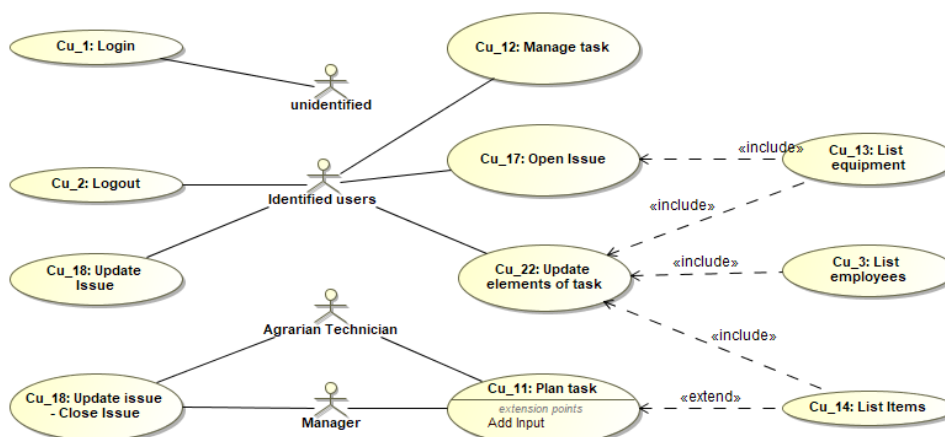 Cu_1: Login
Cu_12: Manage task
unidentified
Cu_17: Open Issue
«include»
Cu_13: List
equipment
Cu_2: Logout
Identified users
«include»
Cu_18: Update
Issue
Cu_22: Update
elements of task
«include»
Cu_3: List
employees
Agrarian Technician
«include»
Cu_18: Update issue
- Close Issue
Manager
Cu_11: Plan task
extension points
Add Input
«extend»
Cu_14: List Items